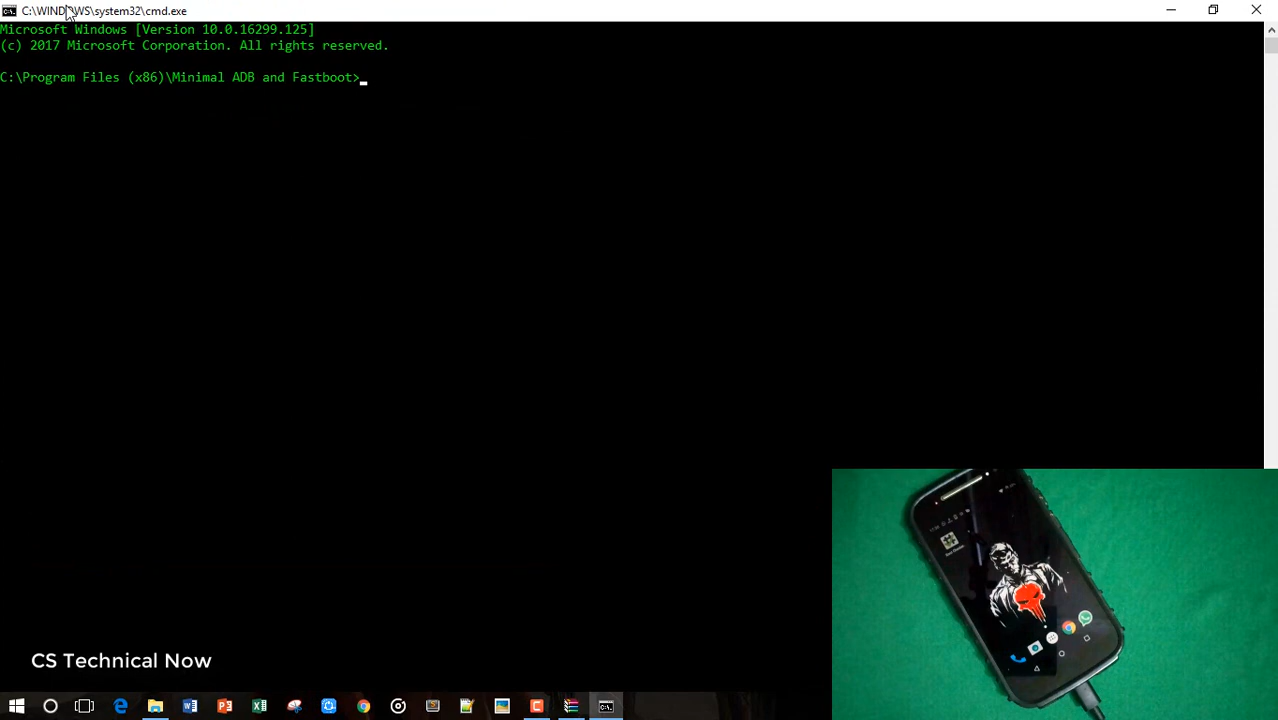 C:\WINDOWS\system32\cmd.exe
Microsoft Windows [Version 10.0.16299.125]
(c) 2017 Microsoft Corporation. All rights reserved.
C:\Program Files (x86)\Minimal ADB and Fastboot>
CS Technical Now